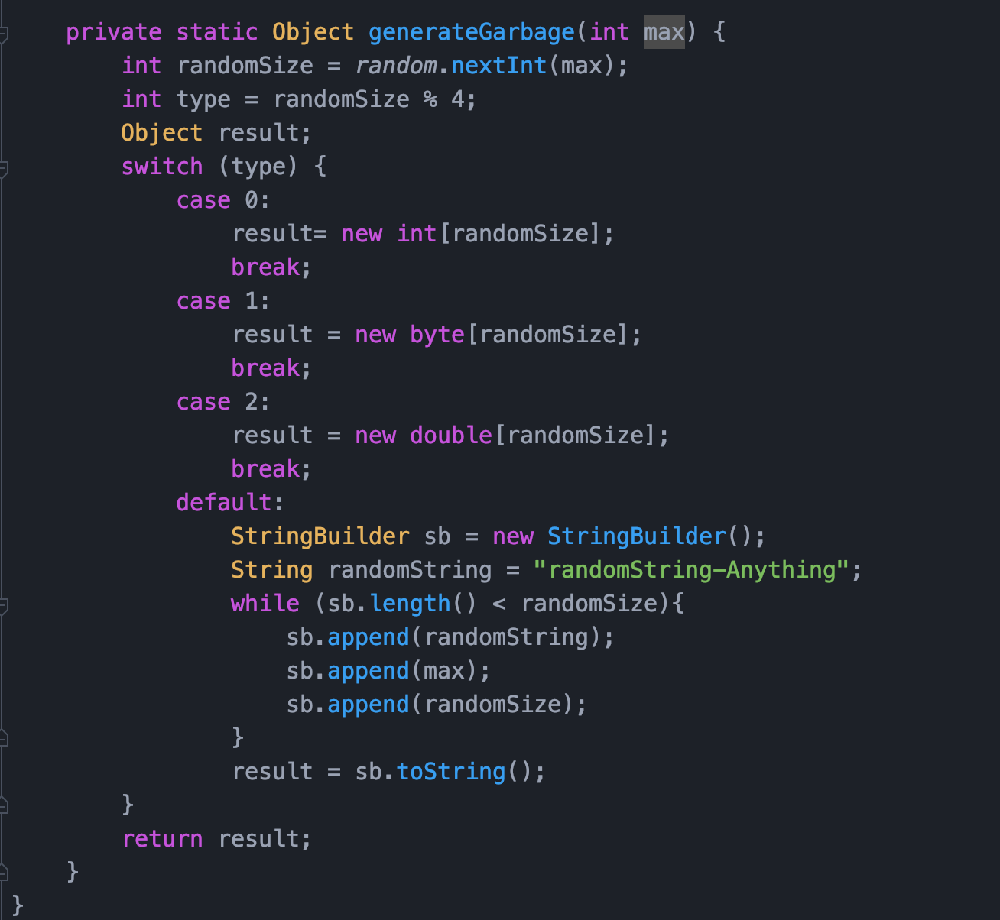 private static Object generateGarbage(int max) {
int randomSize = random.nextInt(max);
int type = randomSize % 4;
Object result;
switch (type) {
case 0:
result= new int[randomSize];
break;
case 1:
result = new byte[randomSize];
break;
case 2:
result = new double[randomSize];
break;
default:
StringBuilder sb = new StringBuilder();
String randomString = "randomString-Anything";
while (sb.length() < randomSize){
sb.append(randomString);
sb.append(max);
sb.append(randomSize);
}
result = sb.toString();
}
return result;
}
}